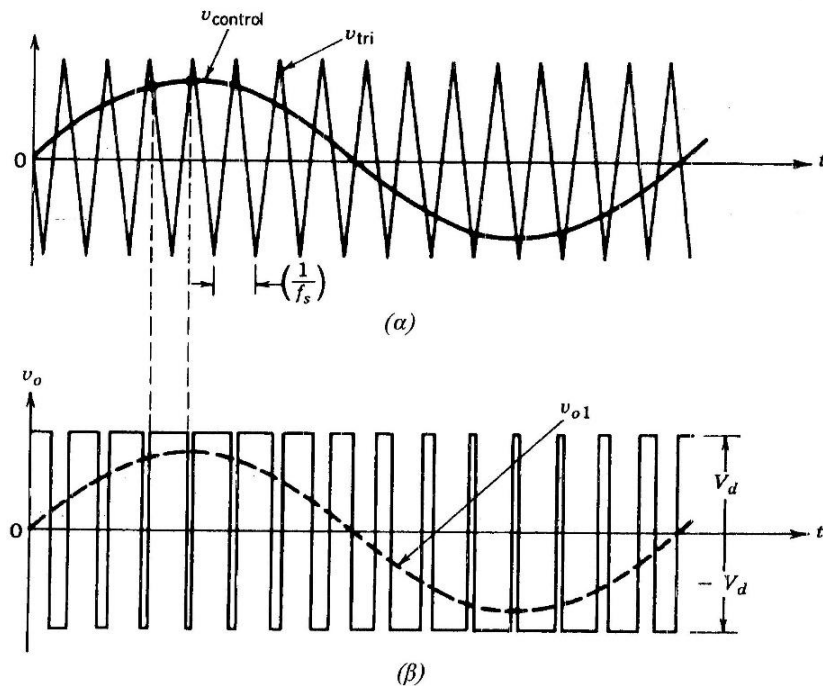 v_control
v_tri
0
t
(1/f_s)
(α)
v_o
v_o1
V_d
0
t
− V_d
(β)